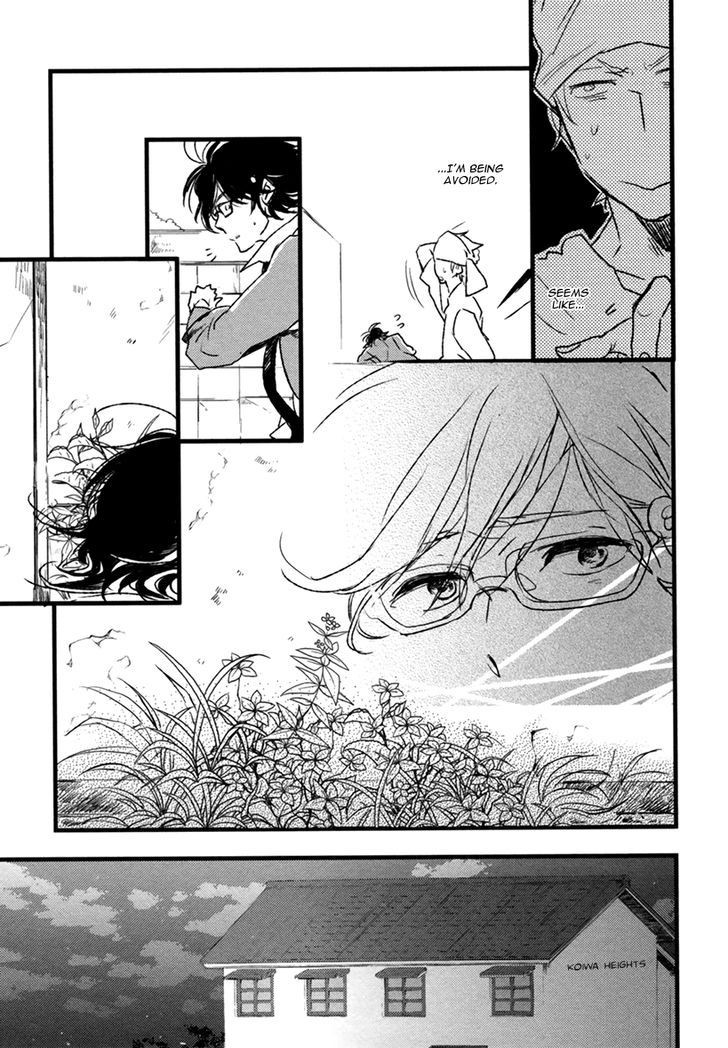 SEEMS
LIKE...
...I'M BEING
AVOIDED.
KOIWA HEIGHTS